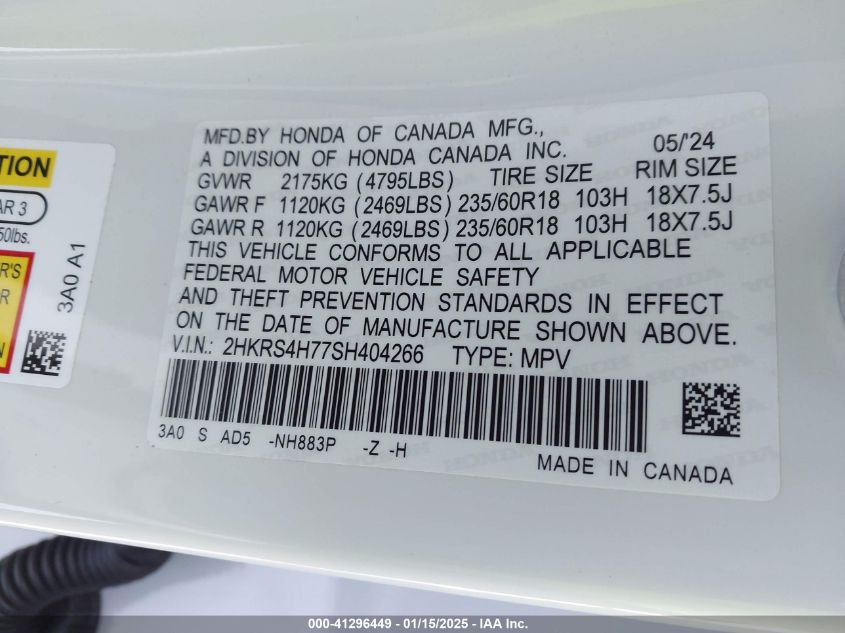 MFD.BY HONDA OF CANADA MFG., 05/'24
A DIVISION OF HONDA CANADA INC.
GVWR 2175KG (4795LBS) TIRE SIZE RIM SIZE
GAWR F 1120KG (2469LBS) 235/60R18 103H 18X7.5J
GAWR R 1120KG (2469LBS) 235/60R18 103H 18X7.5J
THIS VEHICLE CONFORMS TO ALL APPLICABLE
FEDERAL MOTOR VEHICLE SAFETY
AND THEFT PREVENTION STANDARDS IN EFFECT
ON THE DATE OF MANUFACTURE SHOWN ABOVE.
V.I.N.: 2HKRS4H77SH404266 TYPE: MPV
3A0 S AD5 -NH883P -Z -H
MADE IN CANADA
TION
AR 3
50lbs.
R'S
OR
3A0 A1
000-41296449 - 01/15/2025 - IAA Inc.